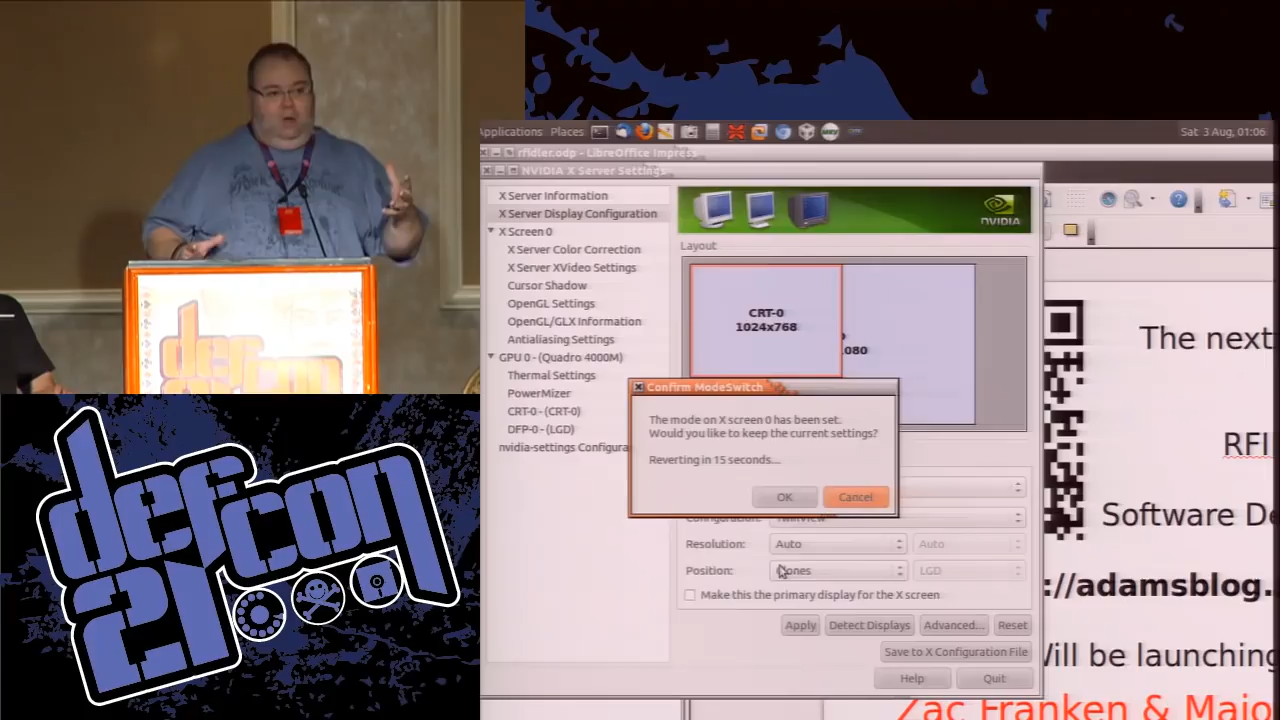 Applications Places
Sat 3 Aug, 01:06
rfidler.odp - LibreOffice Impress
NVIDIA X Server Settings
X Server Information
X Server Display Configuration
X Screen 0
X Server Color Correction
X Server XVideo Settings
Cursor Shadow
OpenGL Settings
OpenGL/GLX Information
Antialiasing Settings
GPU 0 - (Quadro 4000M)
Thermal Settings
PowerMizer
CRT-0 - (CRT-0)
DFP-0 - (LGD)
nvidia-settings Configura
NVIDIA
Layout
CRT-0
1024x768
Confirm ModeSwitch
The mode on X screen 0 has been set.
Would you like to keep the current settings?
Reverting in 15 seconds...
OK Cancel
Configuration: TwinView
Resolution: Auto Auto
Position: LGD
Make this the primary display for the X screen
Apply Detect Displays Advanced... Reset
Save to X Configuration File
Help Quit
The next
RFI
Software De
://adamsblog.
Will be launching
Zac Franken & Majo
defcon
defcon
21